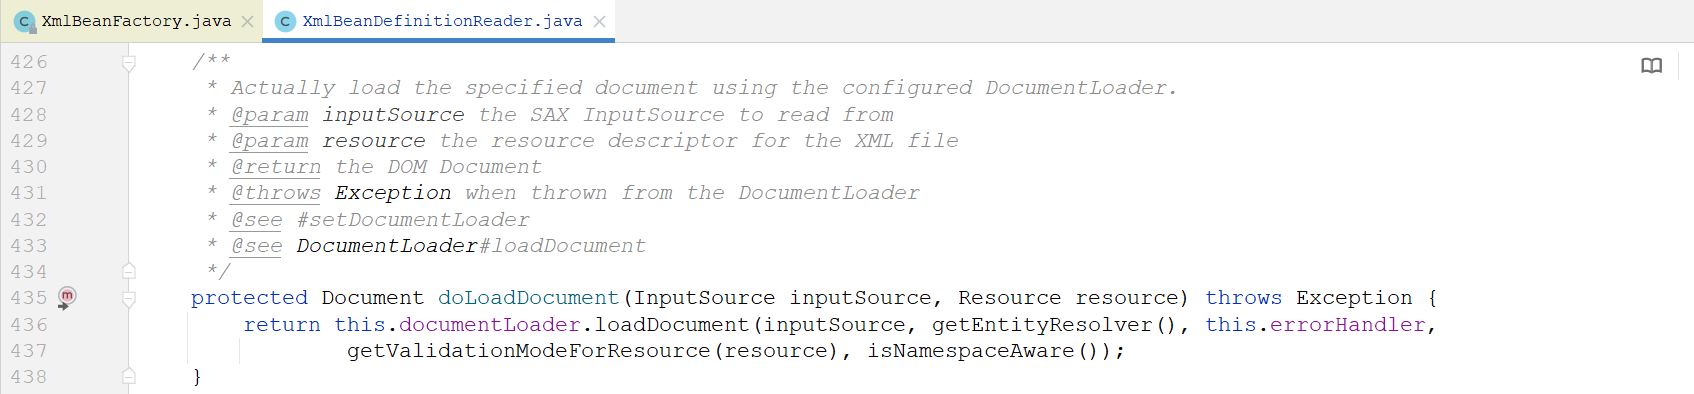 XmlBeanFactory.java XmlBeanDefinitionReader.java
426 /**
427 * Actually load the specified document using the configured DocumentLoader.
428 * @param inputSource the SAX InputSource to read from
429 * @param resource the resource descriptor for the XML file
430 * @return the DOM Document
431 * @throws Exception when thrown from the DocumentLoader
432 * @see #setDocumentLoader
433 * @see DocumentLoader#loadDocument
434 */
435 protected Document doLoadDocument(InputSource inputSource, Resource resource) throws Exception {
436 return this.documentLoader.loadDocument(inputSource, getEntityResolver(), this.errorHandler,
437 getValidationModeForResource(resource), isNamespaceAware());
438 }